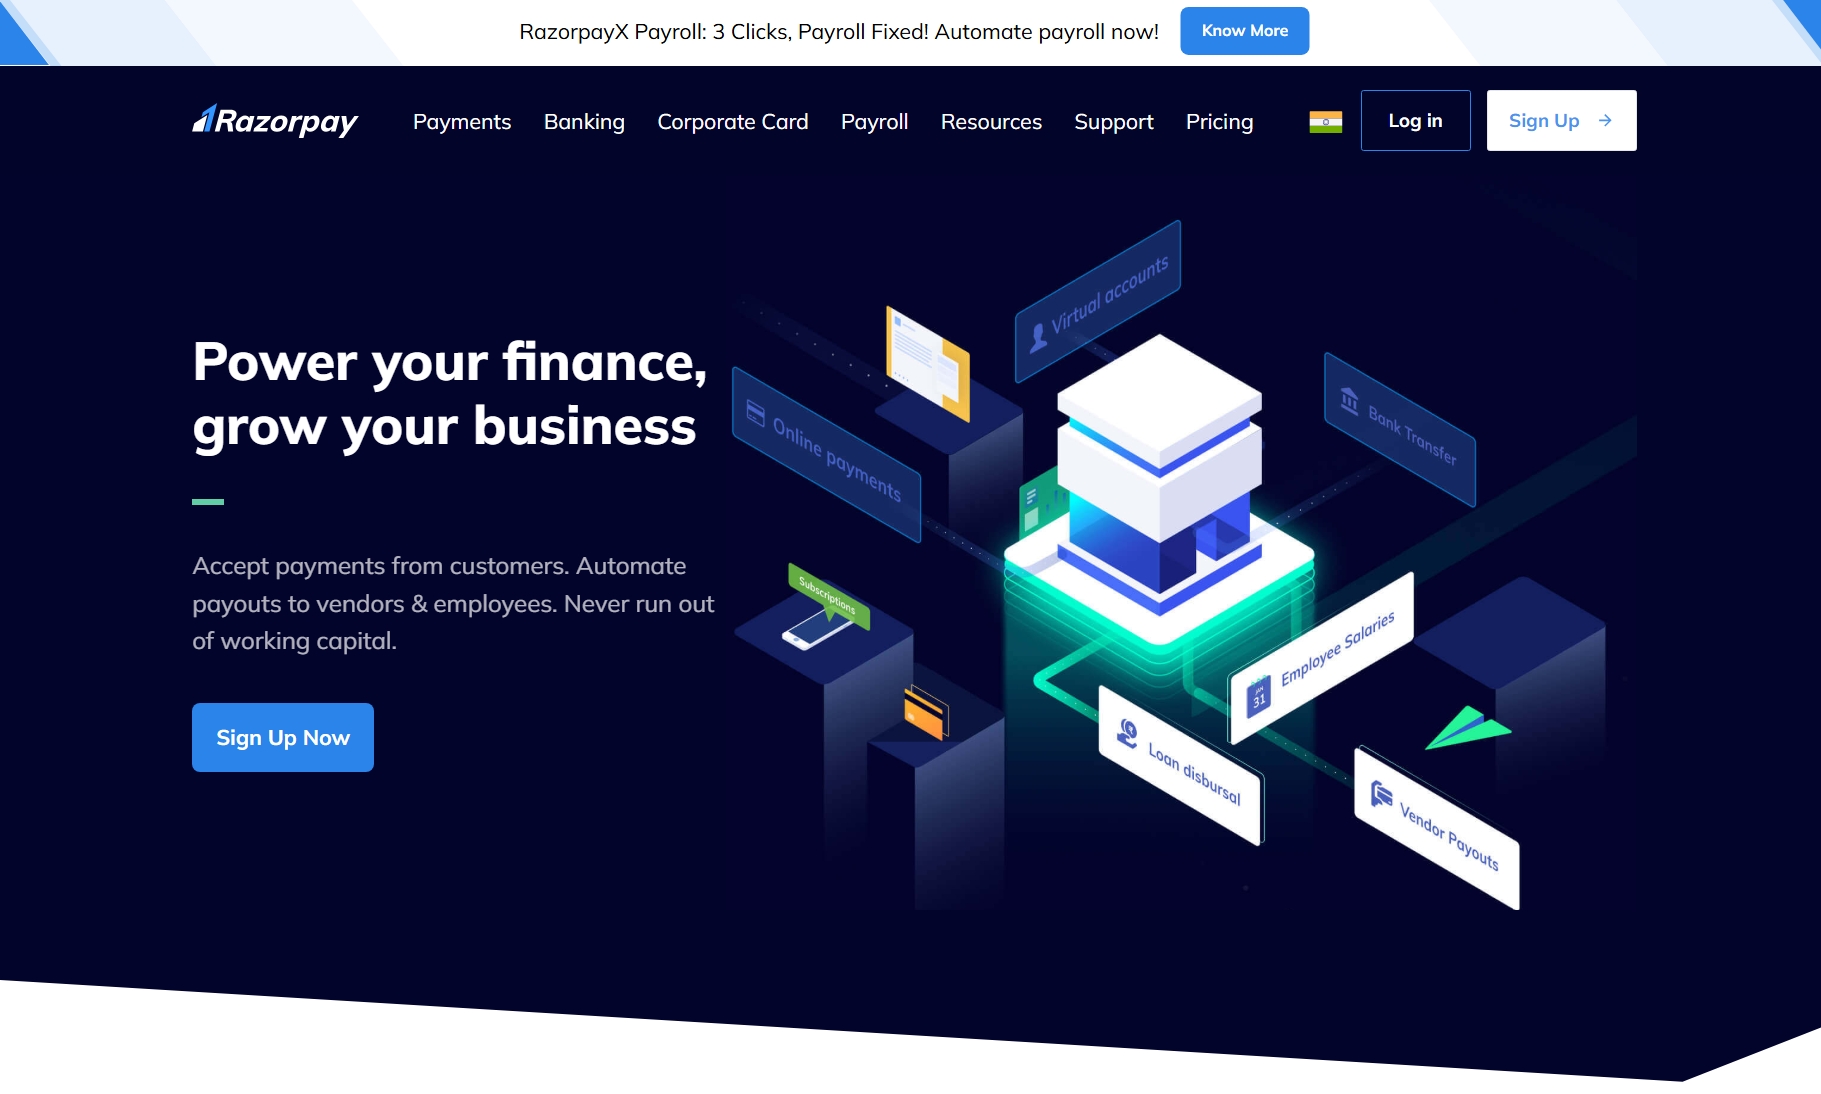 RazorpayX Payroll: 3 Clicks, Payroll Fixed! Automate payroll now!
Know More
Razorpay
Payments
Banking
Corporate Card
Payroll
Resources
Support
Pricing
Log in
Sign Up
Power your finance,
grow your business
Accept payments from customers. Automate
payouts to vendors & employees. Never run out
of working capital.
Sign Up Now
Virtual accounts
Online payments
Bank Transfer
Subscriptions
Employee Salaries
JAN
31
Loan disbursal
Vendor Payouts